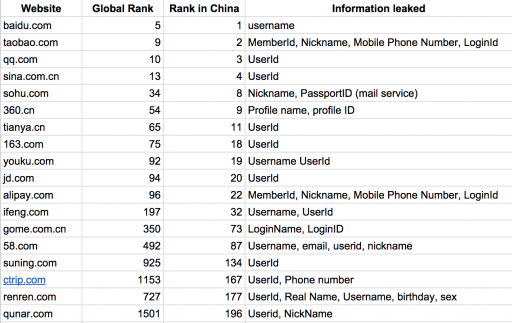 Website Global Rank Rank in China Information leaked
baidu.com 5 1 username
taobao.com 9 2 MemberId, Nickname, Mobile Phone Number, LoginId
qq.com 10 3 UserId
sina.com.cn 13 4 UserId
sohu.com 34 8 Nickname, PassportID (mail service)
360.cn 54 9 Profile name, profile ID
tianya.cn 65 11 UserId
163.com 75 18 UserId
youku.com 92 19 Username UserId
jd.com 94 20 UserId
alipay.com 96 22 MemberId, Nickname, Mobile Phone Number, LoginId
ifeng.com 197 32 Username, UserId
gome.com.cn 350 73 LoginName, LoginID
58.com 492 87 Username, email, userid, nickname
suning.com 925 134 UserId
ctrip.com 1153 167 UserId, Phone number
renren.com 727 177 UserId, Real Name, Username, birthday, sex
qunar.com 1501 196 Userid, NickName